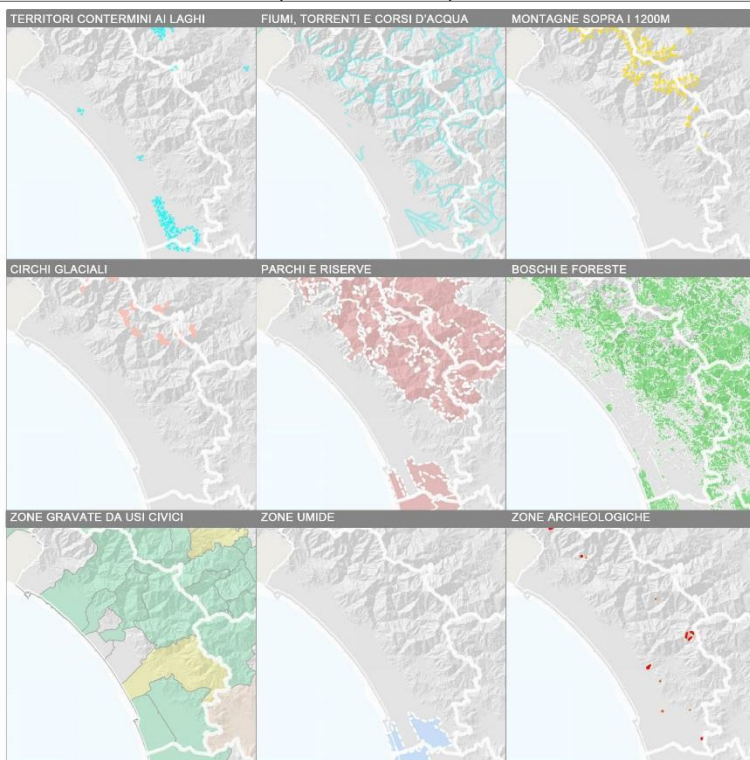 TERRITORI CONTERMINI AI LAGHI
FIUMI, TORRENTI E CORSI D'ACQUA
MONTAGNE SOPRA I 1200M
CIRCHI GLACIALI
PARCHI E RISERVE
BOSCHI E FORESTE
ZONE GRAVATE DA USI CIVICI
ZONE UMIDE
ZONE ARCHEOLOGICHE